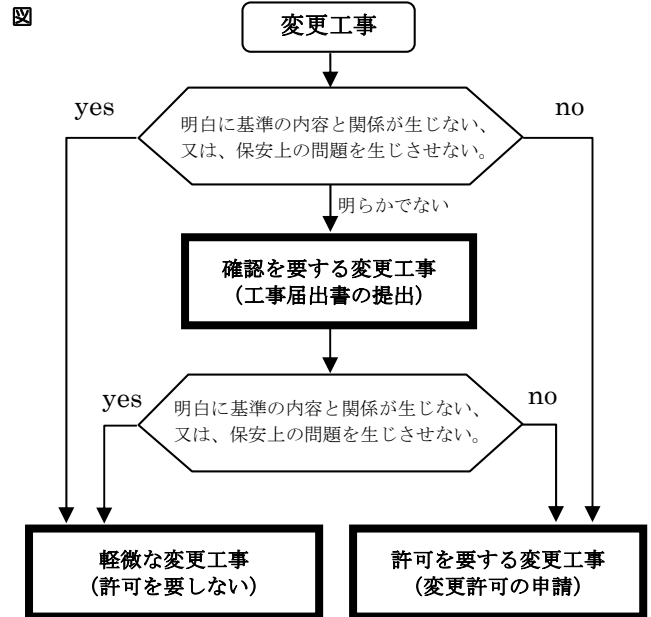 図
変更工事
yes
no
明白に基準の内容と関係が生じない、
又は、保安上の問題を生じさせない。
明らかでない
確認を要する変更工事
（工事届出書の提出）
yes
no
明白に基準の内容と関係が生じない、
又は、保安上の問題を生じさせない。
軽微な変更工事
（許可を要しない）
許可を要する変更工事
（変更許可の申請）